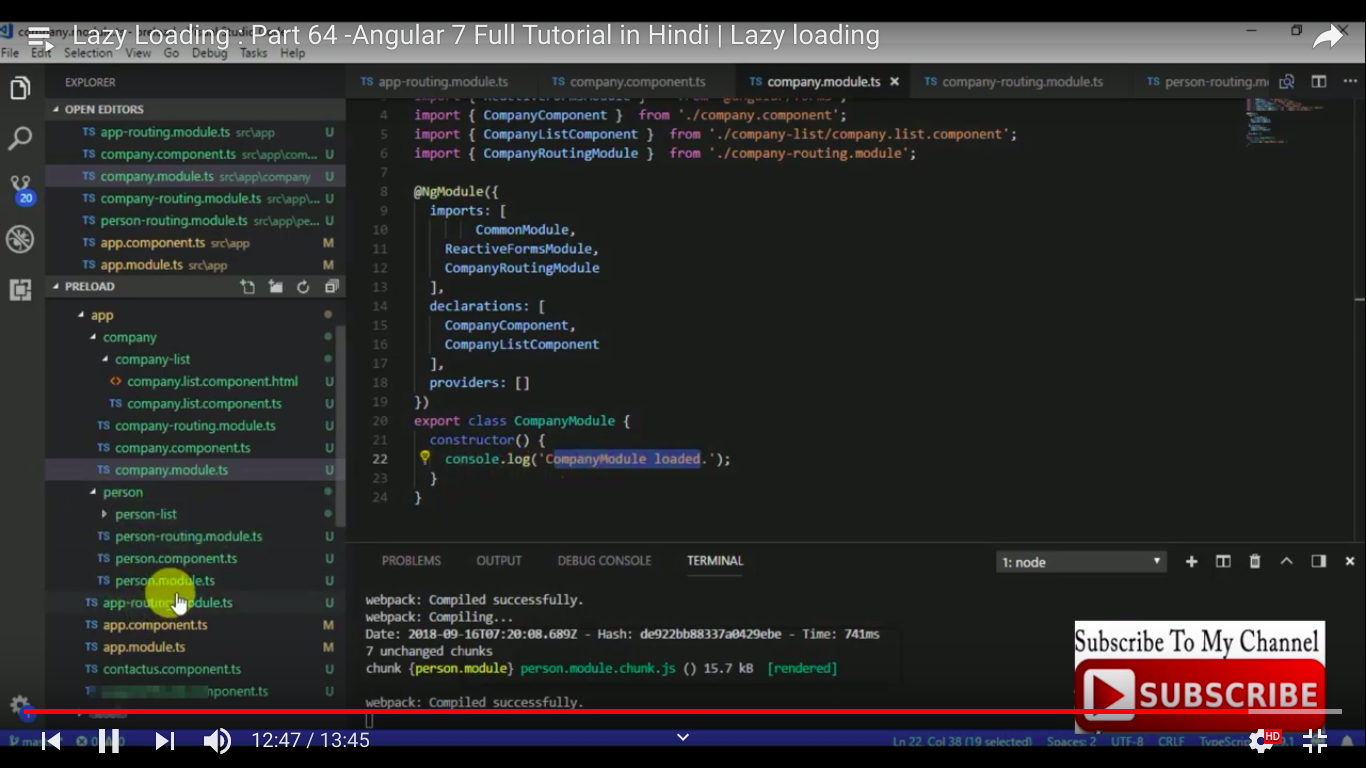 Lazy Loading : Part 64 -Angular 7 Full Tutorial in Hindi | Lazy loading
File Edit Selection View Go Debug Tasks Help
EXPLORER
OPEN EDITORS
TS app-routing.module.ts src\app U
TS company.component.ts src\app\com... U
TS company.module.ts src\app\company U
TS company-routing.module.ts src\app\... U
TS person-routing.module.ts src\app\pe... U
TS app.component.ts src\app M
TS app.module.ts src\app M
20
PRELOAD
app
company
company-list
<> company.list.component.html U
TS company.list.component.ts U
TS company-routing.module.ts U
TS company.component.ts U
TS company.module.ts U
person
person-list
TS person-routing.module.ts U
TS person.component.ts U
TS person.module.ts U
TS app-routing.module.ts U
TS app.component.ts M
TS app.module.ts M
TS contactus.component.ts U
mponent.ts U
TS app-routing.module.ts TS company.component.ts TS company.module.ts × TS company-routing.module.ts TS person-routing.m
import { ReactiveFormsModule } from '@angular/forms';
4 import { CompanyComponent } from './company.component';
5 import { CompanyListComponent } from './company-list/company.list.component';
6 import { CompanyRoutingModule } from './company-routing.module';
7
8 @NgModule({
9 imports: [
10 CommonModule,
11 ReactiveFormsModule,
12 CompanyRoutingModule
13 ],
14 declarations: [
15 CompanyComponent,
16 CompanyListComponent
17 ],
18 providers: []
19 })
20 export class CompanyModule {
21 constructor() {
22 console.log('CompanyModule loaded.');
23 }
24 }
PROBLEMS OUTPUT DEBUG CONSOLE TERMINAL 1: node
webpack: Compiled successfully.
webpack: Compiling...
Date: 2018-09-16T07:20:08.689Z - Hash: de922bb88337a0429ebe - Time: 741ms
7 unchanged chunks
chunk {person.module} person.module.chunk.js () 15.7 kB [rendered]
webpack: Compiled successfully.
Subscribe To My Channel
SUBSCRIBE
12:47 / 13:45
HD
Ln 22, Col 38 (19 selected) Spaces: 2 UTF-8 CRLF